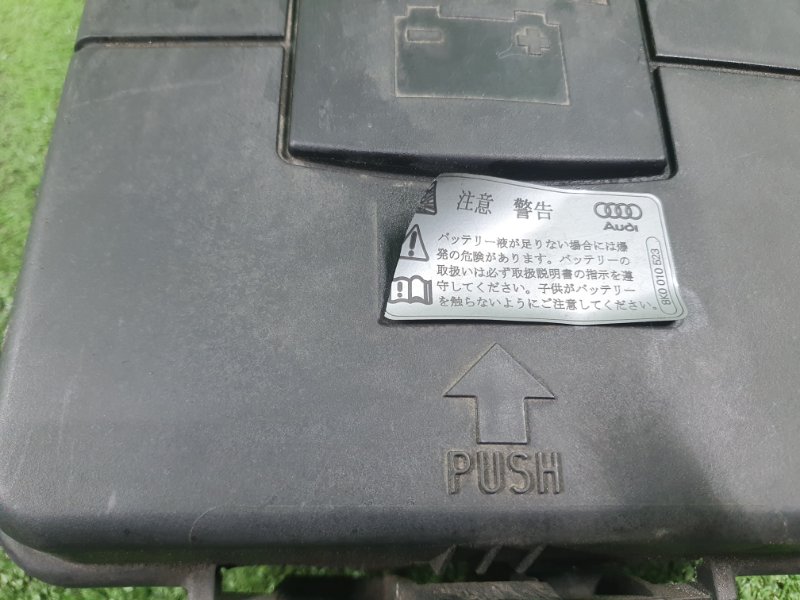 注意 警告
Audi
バッテリー液が足りない場合には爆
発の危険があります。バッテリーの
取扱いは必ず取扱説明書の指示を遵
守してください。子供がバッテリー
を触らないようにご注意してください。
8K0 010 523
PUSH